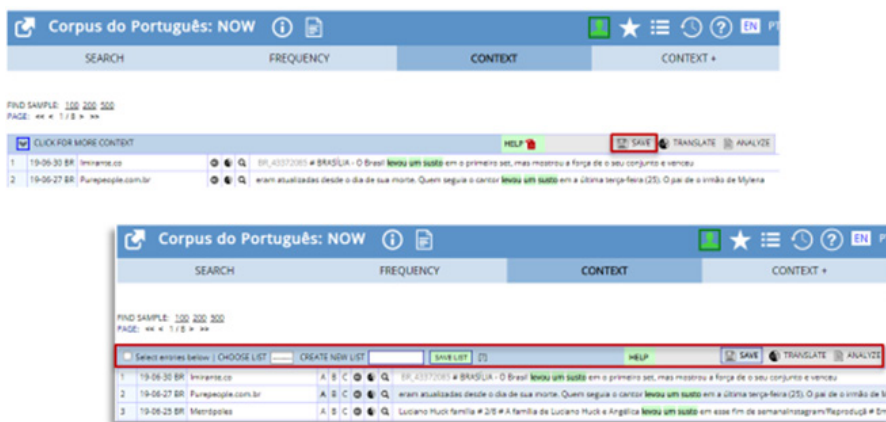 Corpus do Português: NOW
EN PT
SEARCH FREQUENCY CONTEXT CONTEXT +
FIND SAMPLE: 100 200 500
PAGE: << < 1 / 8 > >>
CLICK FOR MORE CONTEXT HELP SAVE TRANSLATE ANALYZE
1 19-06-30 BR Imirante.co BR_43372085 # BRASÍLIA - O Brasil levou um susto em o primeiro set, mas mostrou a força de o seu conjunto e venceu
2 19-06-27 BR Purepeople.com.br eram atualizadas desde o dia de sua morte. Quem seguia o cantor levou um susto em a última terça-feira (25). O pai de o irmão de Mylena
Corpus do Português: NOW
EN PT
SEARCH FREQUENCY CONTEXT CONTEXT +
FIND SAMPLE: 100 200 500
PAGE: << < 1 / 8 > >>
Select entries below | CHOOSE LIST CREATE NEW LIST SAVE LIST [?] HELP SAVE TRANSLATE ANALYZE
1 19-06-30 BR Imirante.co A B C BR_43372085 # BRASÍLIA - O Brasil levou um susto em o primeiro set, mas mostrou a força de o seu conjunto e venceu
2 19-06-27 BR Purepeople.com.br A B C eram atualizadas desde o dia de sua morte. Quem seguia o cantor levou um susto em a última terça-feira (25). O pai de o irmão de M
3 19-06-25 BR Metrópoles A B C Luciano Huck família # 2/6 # A família de Luciano Huck e Angélica levou um susto em esse fim de semanaInstagram/Reproduçã # Em